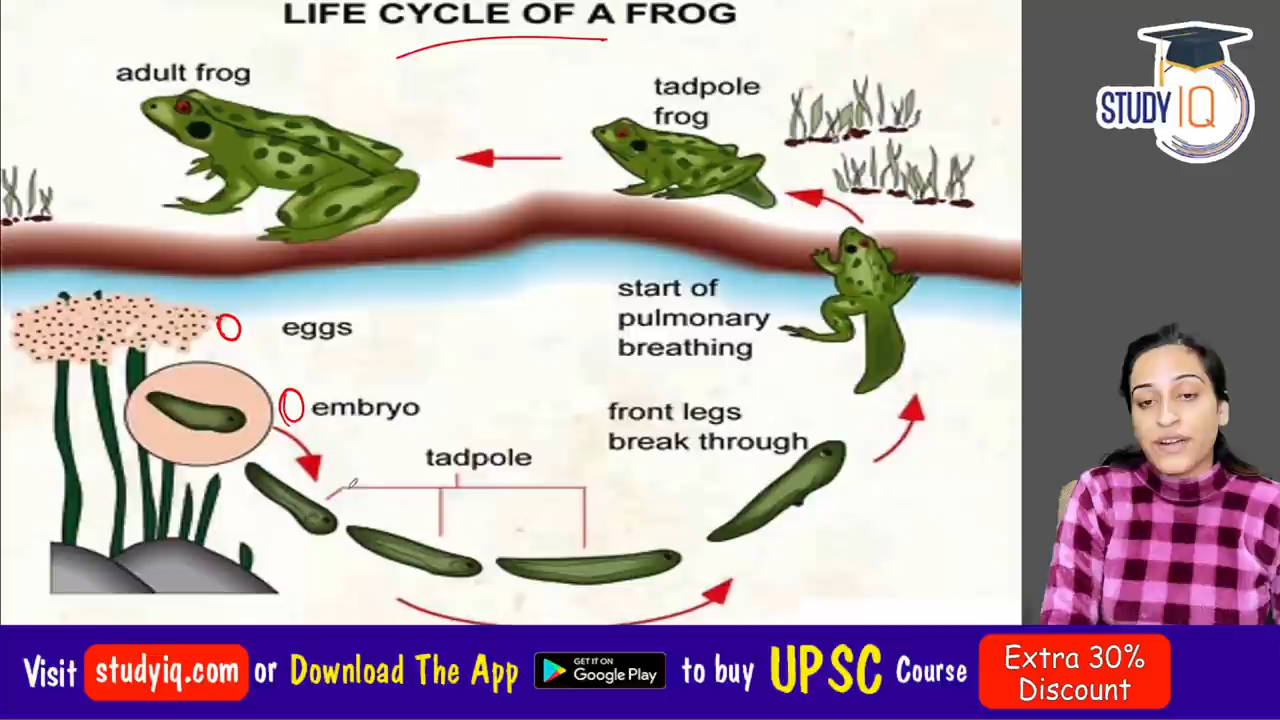 LIFE CYCLE OF A FROG
adult frog
tadpole
frog
STUDY IQ
start of
pulmonary
breathing
eggs
embryo
front legs
break through
tadpole
Visit studyiq.com or Download The App GET IT ON Google Play to buy UPSC Course
Extra 30%
Discount